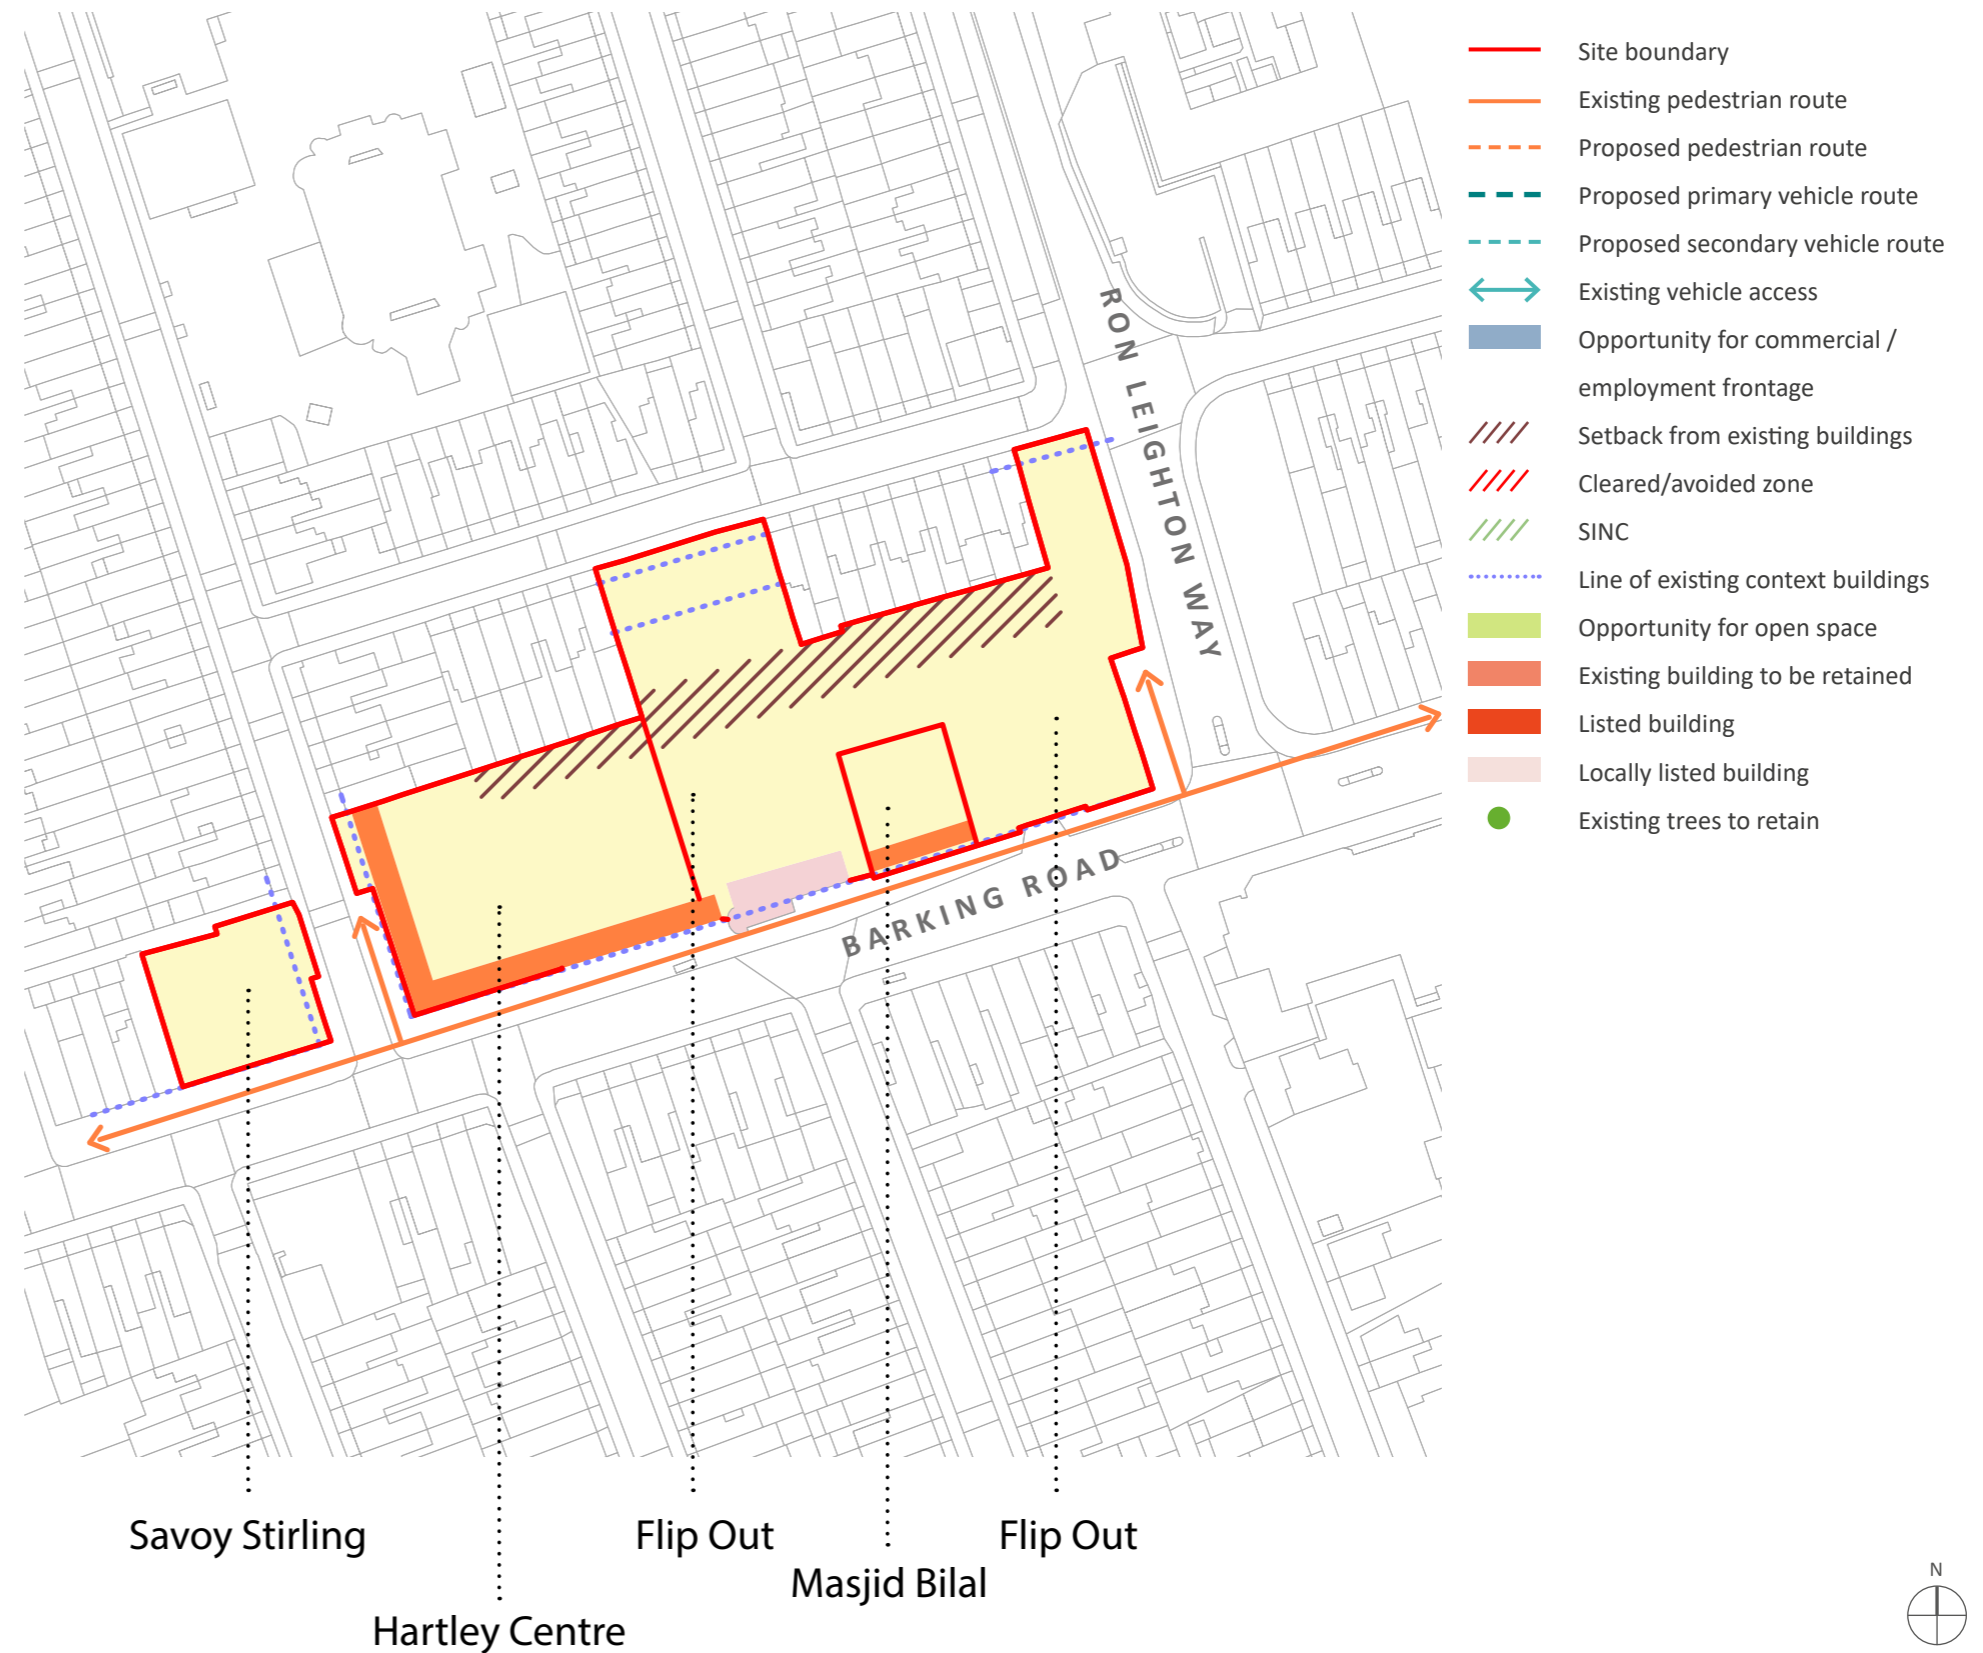 Site boundary
Existing pedestrian route
Proposed pedestrian route
Proposed primary vehicle route
Proposed secondary vehicle route
Existing vehicle access
Opportunity for commercial /
employment frontage
Setback from existing buildings
Cleared/avoided zone
SINC
Line of existing context buildings
Opportunity for open space
Existing building to be retained
Listed building
Locally listed building
Existing trees to retain
RON LEIGHTON WAY
BARKING ROAD
Savoy Stirling
Flip Out
Flip Out
Masjid Bilal
Hartley Centre
N